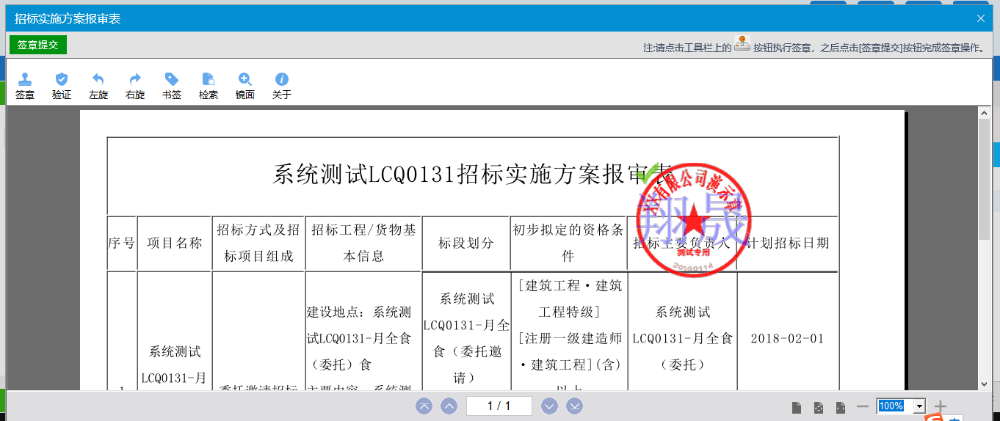 招标实施方案报审表
签章提交
注:请点击工具栏上的 按钮执行签章，之后点击[签章提交]按钮完成签章操作。
签章 验证 左旋 右旋 书签 检索 镜面 关于
系统测试LCQ0131招标实施方案报审表
XX有限公司演示章
翔晟
测试专用
20100114
序号 项目名称 招标方式及招 招标工程/货物基 标段划分 初步拟定的资格条 招标主要负责人 计划招标日期
标项目组成 本信息 件
1
系统测试
LCQ0131-月
委托邀请招标
建设地点：系统测
试LCQ0131-月全食
（委托）食
主要内容：系统测
系统测试
LCQ0131-月全
食（委托邀
请）
[建筑工程·建筑
工程特级]
[注册一级建造师
·建筑工程](含)
以上
系统测试
LCQ0131-月全食
（委托）
2018-02-01
1 / 1
100%